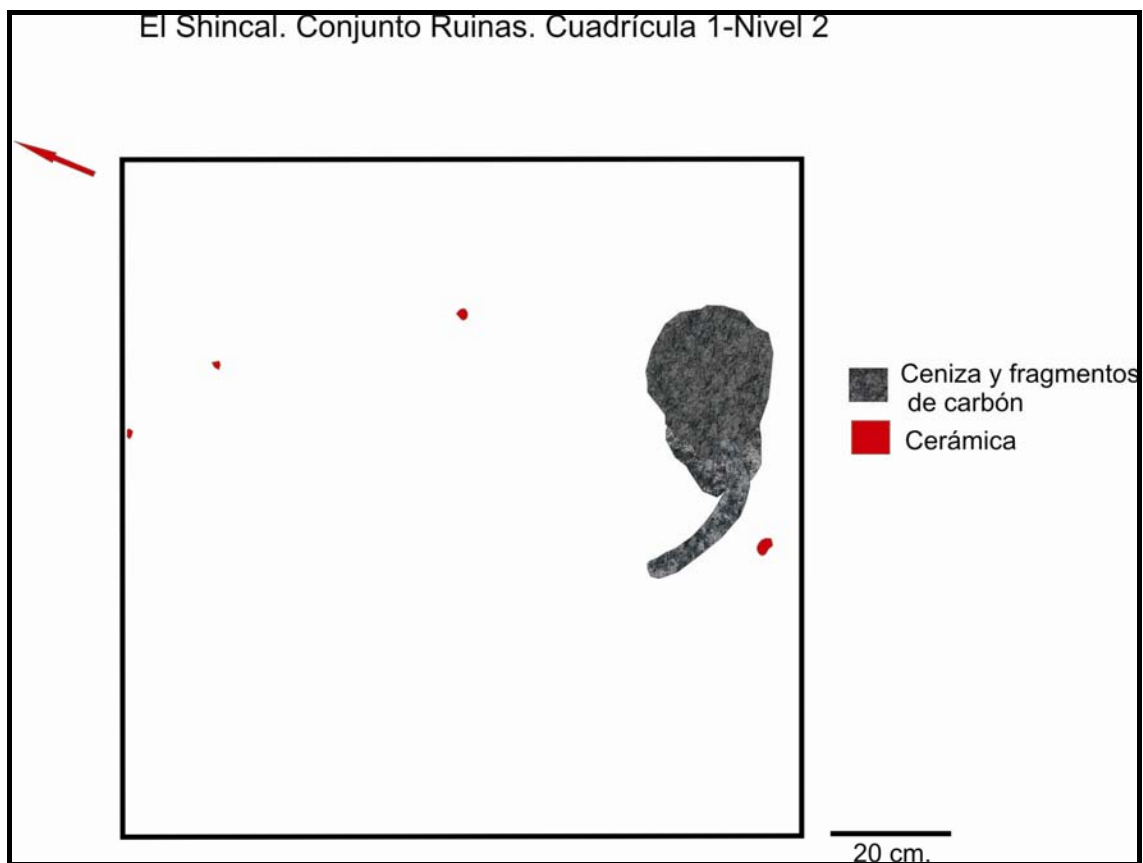 El Shincal. Conjunto Ruinas. Cuadrícula 1-Nivel 2
Ceniza y fragmentos
de carbón
Cerámica
20 cm.